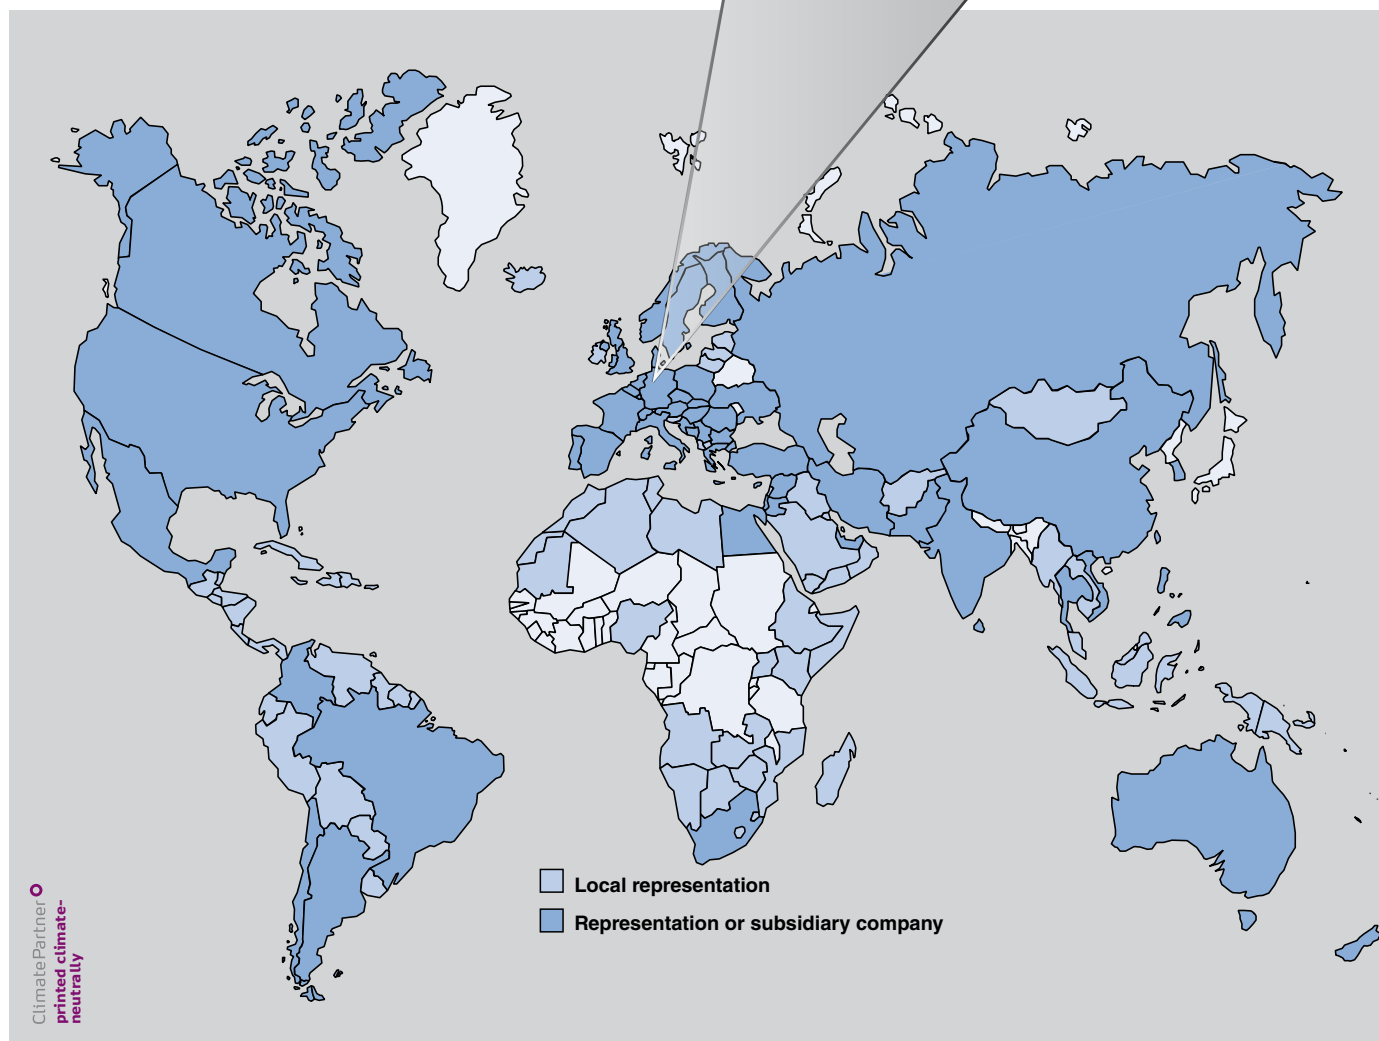 Local representation
Representation or subsidiary company
ClimatePartner
printed climate-
neutrally